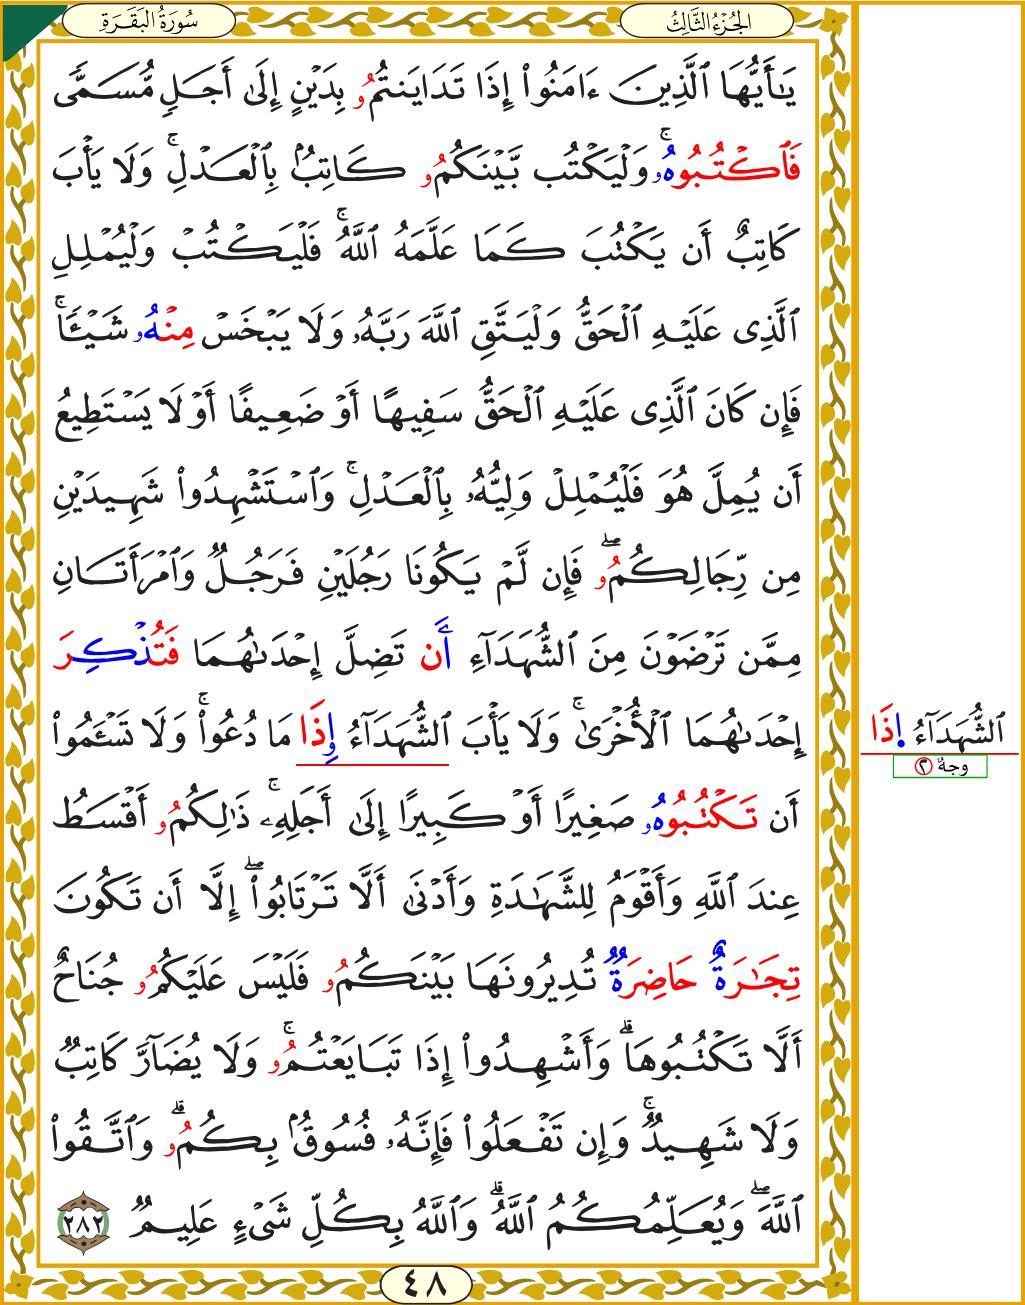 سُورَةُ البَقَرَةِ
الجُزْءُ الثَّالِثُ
يَٰٓأَيُّهَا ٱلَّذِينَ ءَامَنُوا۟ إِذَا تَدَايَنتُمُۥ بِدَيْنٍ إِلَىٰٓ أَجَلٍ مُّسَمًّى
فَٱكْتُبُوهُۥۚ وَلْيَكْتُب بَّيْنَكُمُۥ كَاتِبٌۢ بِٱلْعَدْلِۚ وَلَا يَأْبَ
كَاتِبٌ أَن يَكْتُبَ كَمَا عَلَّمَهُ ٱللَّهُۚ فَلْيَكْتُبْ وَلْيُمْلِلِ
ٱلَّذِى عَلَيْهِ ٱلْحَقُّ وَلْيَتَّقِ ٱللَّهَ رَبَّهُۥ وَلَا يَبْخَسْ مِنْهُۥ شَيْـًٔاۚ
فَإِن كَانَ ٱلَّذِى عَلَيْهِ ٱلْحَقُّ سَفِيهًا أَوْ ضَعِيفًا أَوْ لَا يَسْتَطِيعُ
أَن يُمِلَّ هُوَ فَلْيُمْلِلْ وَلِيُّهُۥ بِٱلْعَدْلِۚ وَٱسْتَشْهِدُوا۟ شَهِيدَيْنِ
مِن رِّجَالِكُمُۥۖ فَإِن لَّمْ يَكُونَا رَجُلَيْنِ فَرَجُلٌ وَٱمْرَأَتَانِ
مِمَّن تَرْضَوْنَ مِنَ ٱلشُّهَدَآءِ أَن تَضِلَّ إِحْدَىٰهُمَا فَتُذْكِرَ
إِحْدَىٰهُمَا ٱلْأُخْرَىٰۚ وَلَا يَأْبَ ٱلشُّهَدَآءُ وِذَا مَا دُعُوا۟ۚ وَلَا تَسْـَٔمُوٓا۟
ٱلشُّهَدَآءُ اِ۬ذَا
وجهٌ ٢
أَن تَكْتُبُوهُۥ صَغِيرًا أَوْ كَبِيرًا إِلَىٰٓ أَجَلِهِۦۚ ذَٰلِكُمُۥٓ أَقْسَطُ
عِندَ ٱللَّهِ وَأَقْوَمُ لِلشَّهَٰدَةِ وَأَدْنَىٰٓ أَلَّا تَرْتَابُوٓا۟ۖ إِلَّآ أَن تَكُونَ
تِجَٰرَةٌ حَاضِرَةٌ تُدِيرُونَهَا بَيْنَكُمُۥ فَلَيْسَ عَلَيْكُمُۥ جُنَاحٌ
أَلَّا تَكْتُبُوهَاۗ وَأَشْهِدُوٓا۟ إِذَا تَبَايَعْتُمُۥۚ وَلَا يُضَآرَّ كَاتِبٌ
وَلَا شَهِيدٌۚ وَإِن تَفْعَلُوا۟ فَإِنَّهُۥ فُسُوقٌۢ بِكُمُۥۗ وَٱتَّقُوا۟
ٱللَّهَۖ وَيُعَلِّمُكُمُ ٱللَّهُۗ وَٱللَّهُ بِكُلِّ شَىْءٍ عَلِيمٌ ٢٨٢
٤٨